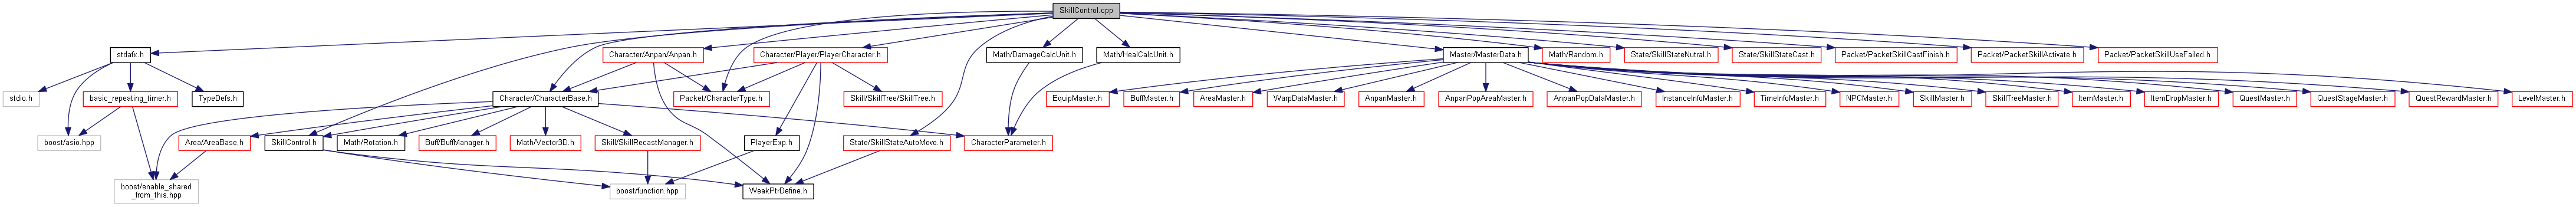 SkillControl.cpp
stdafx.h
Character/Anpan/Anpan.h
Character/Player/PlayerCharacter.h
Math/DamageCalcUnit.h
Math/HealCalcUnit.h
Master/MasterData.h
Math/Random.h
State/SkillStateNutral.h
State/SkillStateCast.h
Packet/PacketSkillCastFinish.h
Packet/PacketSkillActivate.h
Packet/PacketSkillUseFailed.h
stdio.h
basic_repeating_timer.h
TypeDefs.h
Character/CharacterBase.h
Packet/CharacterType.h
Skill/SkillTree/SkillTree.h
EquipMaster.h
BuffMaster.h
AreaMaster.h
WarpDataMaster.h
AnpanMaster.h
AnpanPopAreaMaster.h
AnpanPopDataMaster.h
InstanceInfoMaster.h
TimeInfoMaster.h
NPCMaster.h
SkillMaster.h
SkillTreeMaster.h
ItemMaster.h
ItemDropMaster.h
QuestMaster.h
QuestStageMaster.h
QuestRewardMaster.h
LevelMaster.h
boost/asio.hpp
Area/AreaBase.h
SkillControl.h
Math/Rotation.h
Buff/BuffManager.h
Math/Vector3D.h
Skill/SkillRecastManager.h
PlayerExp.h
State/SkillStateAutoMove.h
CharacterParameter.h
boost/enable_shared
_from_this.hpp
boost/function.hpp
WeakPtrDefine.h